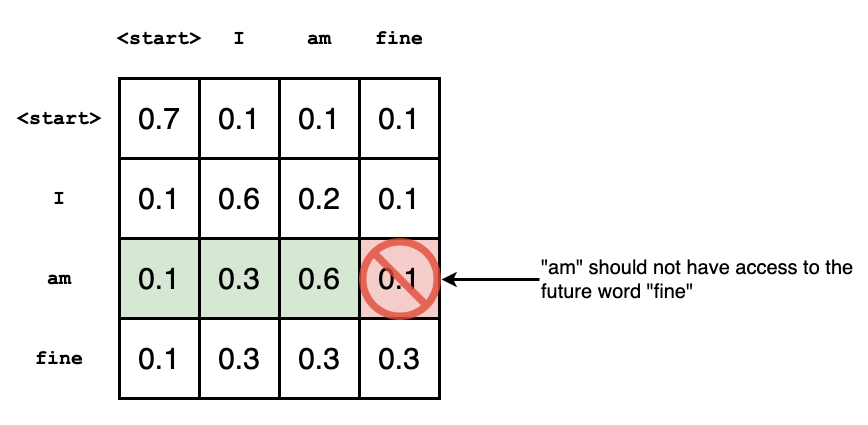 <start> I am fine
<start> 0.7 0.1 0.1 0.1
I 0.1 0.6 0.2 0.1
am 0.1 0.3 0.6 0.1
"am" should not have access to the
future word "fine"
fine 0.1 0.3 0.3 0.3